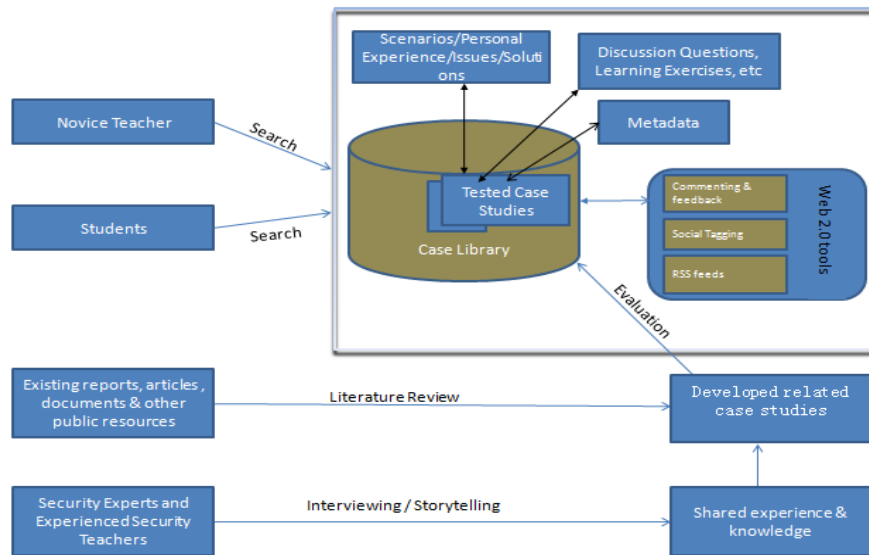 Scenarios/Personal
Experience/Issues/Soluti
ons
Discussion Questions,
Learning Exercises, etc
Metadata
Novice Teacher
Search
Students
Search
Tested Case
Studies
Case Library
Commenting &
feedback
Social Tagging
RSS feeds
Web 2.0 tools
Evaluation
Existing reports, articles,
documents & other
public resources
Literature Review
Developed related
case studies
Security Experts and
Experienced Security
Teachers
Interviewing / Storytelling
Shared experience &
knowledge